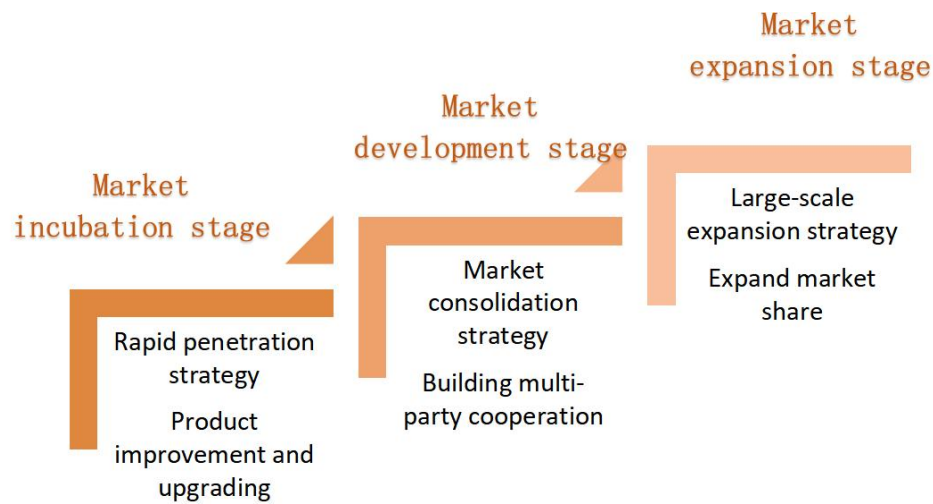 Market
incubation stage
Rapid penetration
strategy
Product
improvement and
upgrading
Market
development stage
Market
consolidation
strategy
Building multi-
party cooperation
Market
expansion stage
Large-scale
expansion strategy
Expand market
share